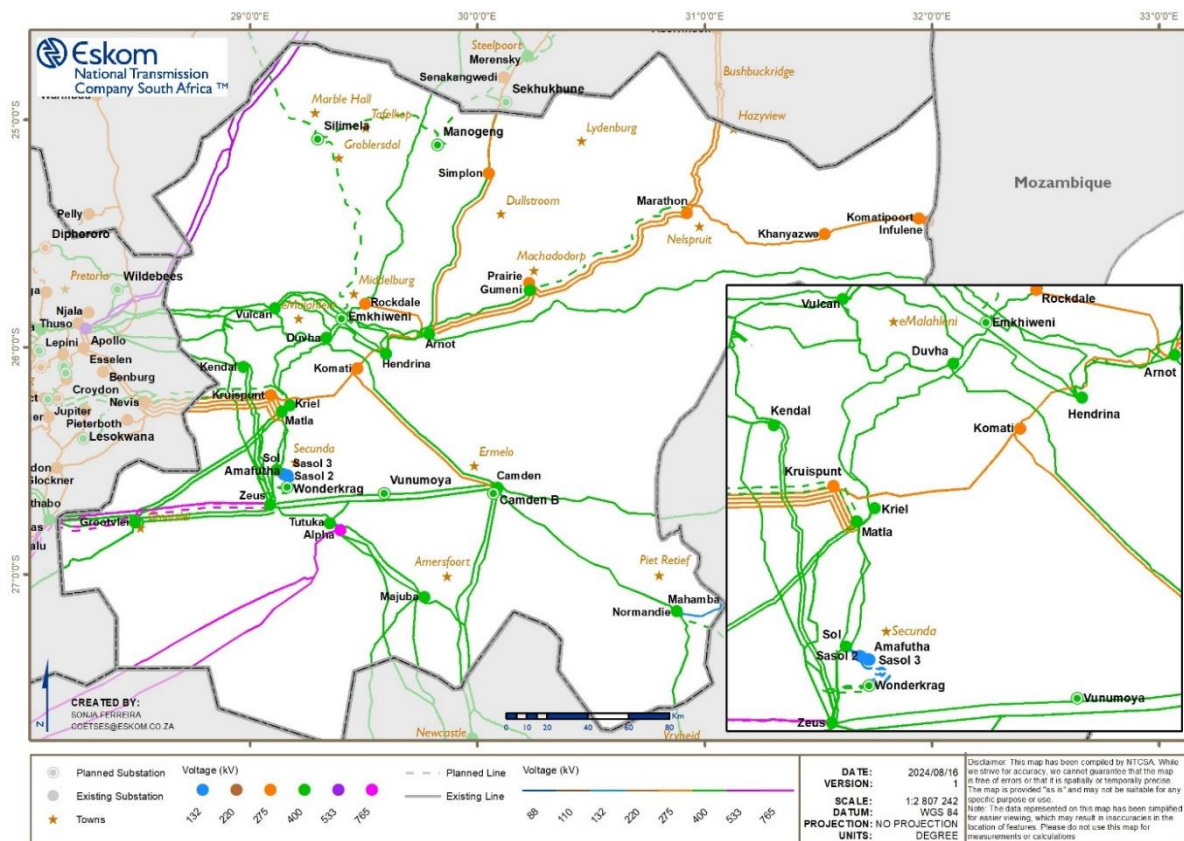 29°0'0"E
30°0'0"E
31°0'0"E
32°0'0"E
33°0'0"E
Eskom
National Transmission
Company South Africa ™
25°0'0"S
26°0'0"S
27°0'0"S
Steelpoort
Merensky
Senakangwedi
Sekhukhune
Bushbuckridge
Hazyview
Marble Hall
Tafelkop
Silimela
Manogeng
Groblersdal
Lydenburg
Simplon
Mozambique
Pelly
Diphororo
Dullstroom
Marathon
Nelspruit
Khanyazwe
Komatipoort
Infulene
Pretoria
Wildebees
Machadodorp
Prairie
Gumeni
Middelburg
eMalahleni
Rockdale
Njala
Thuso
Lepini
Apollo
Vulcan
Emkhiweni
Duvha
Arnot
Hendrina
Esselen
Benburg
Croydon
Nevis
Jupiter
Pieterboth
Lesokwana
Kendal
Komati
Kruispunt
Kriel
Matla
Glockner
Secunda
Sol
Sasol 3
Amafutha
Sasol 2
Wonderkrag
Zeus
Ermelo
Vunumoya
Camden
Camden B
Grootvlei
Tutuka
Alpha
Amersfoort
Majuba
Piet Retief
Mahamba
Normandie
Newcastle
Vryheid
Vulcan
Rockdale
eMalahleni
Emkhiweni
Duvha
Arnot
Hendrina
Kendal
Komati
Kruispunt
Kriel
Matla
Secunda
Sol
Amafutha
Sasol 2
Sasol 3
Wonderkrag
Vunumoya
Zeus
N
CREATED BY:
SONJA FERREIRA
COETSES@ESKOM.CO.ZA
0 10 20 40 60 80
Km
Planned Substation
Existing Substation
Towns
Voltage (kV)
132 220 275 400 533 765
Planned Line
Existing Line
Voltage (kV)
88 110 132 220 275 400 533 765
DATE: 2024/08/16
VERSION: 1
SCALE: 1:2 807 242
DATUM: WGS 84
PROJECTION: NO PROJECTION
UNITS: DEGREE
Disclaimer: This map has been compiled by NTCSA. While
we strive for accuracy, we cannot guarantee that the map
is free of errors or that it is spatially or temporally precise.
The map is provided "as is" and may not be suitable for any
specific purpose or use.
Note: The data represented on this map has been simplified
for easier viewing, which may result in inaccuracies in the
location of features. Please do not use this map for
measurements or calculations